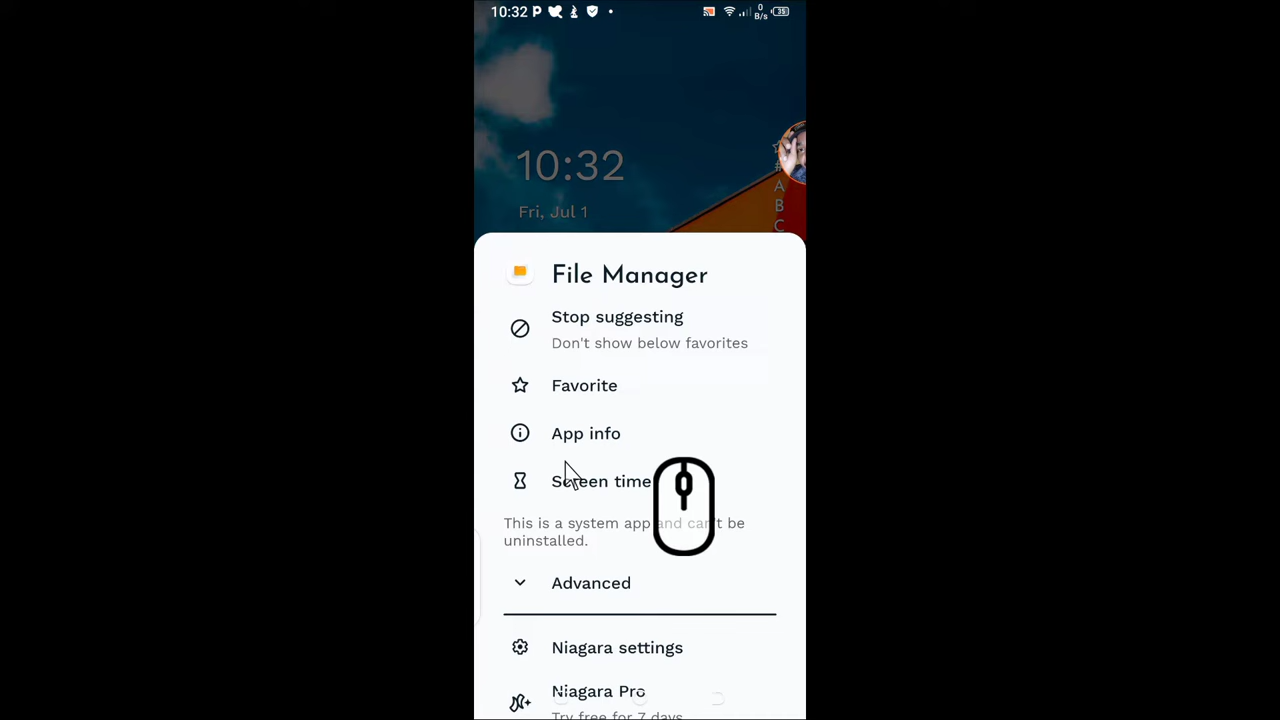 10:32
0
B/s
35
10:32
Fri, Jul 1
#
A
B
C
File Manager
Stop suggesting
Don't show below favorites
Favorite
App info
Screen time
This is a system app and can't be
uninstalled.
Advanced
Niagara settings
Niagara Pro
Try free for 7 days